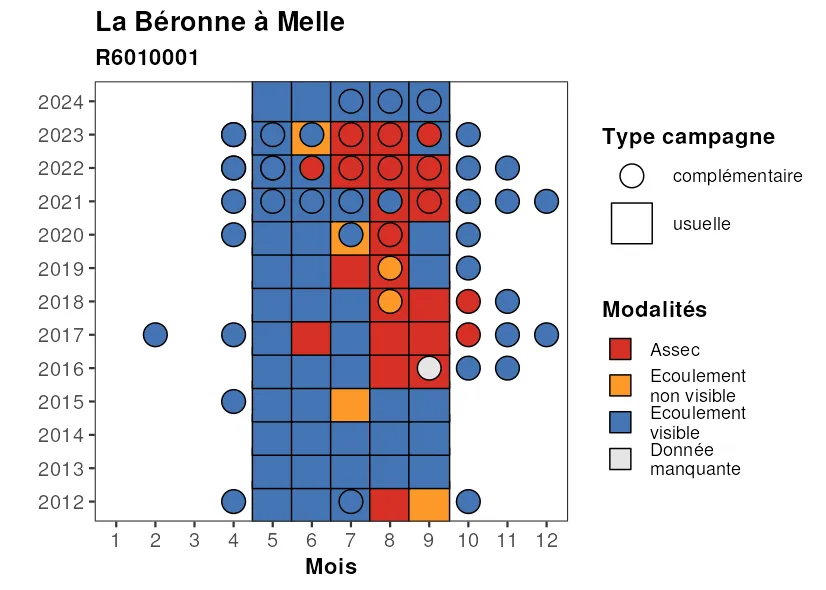 La Béronne à Melle
R6010001
2024
2023
2022
2021
2020
2019
2018
2017
2016
2015
2014
2013
2012
1 2 3 4 5 6 7 8 9 10 11 12
Mois
Type campagne
complémentaire
usuelle
Modalités
Assec
Ecoulement
non visible
Ecoulement
visible
Donnée
manquante